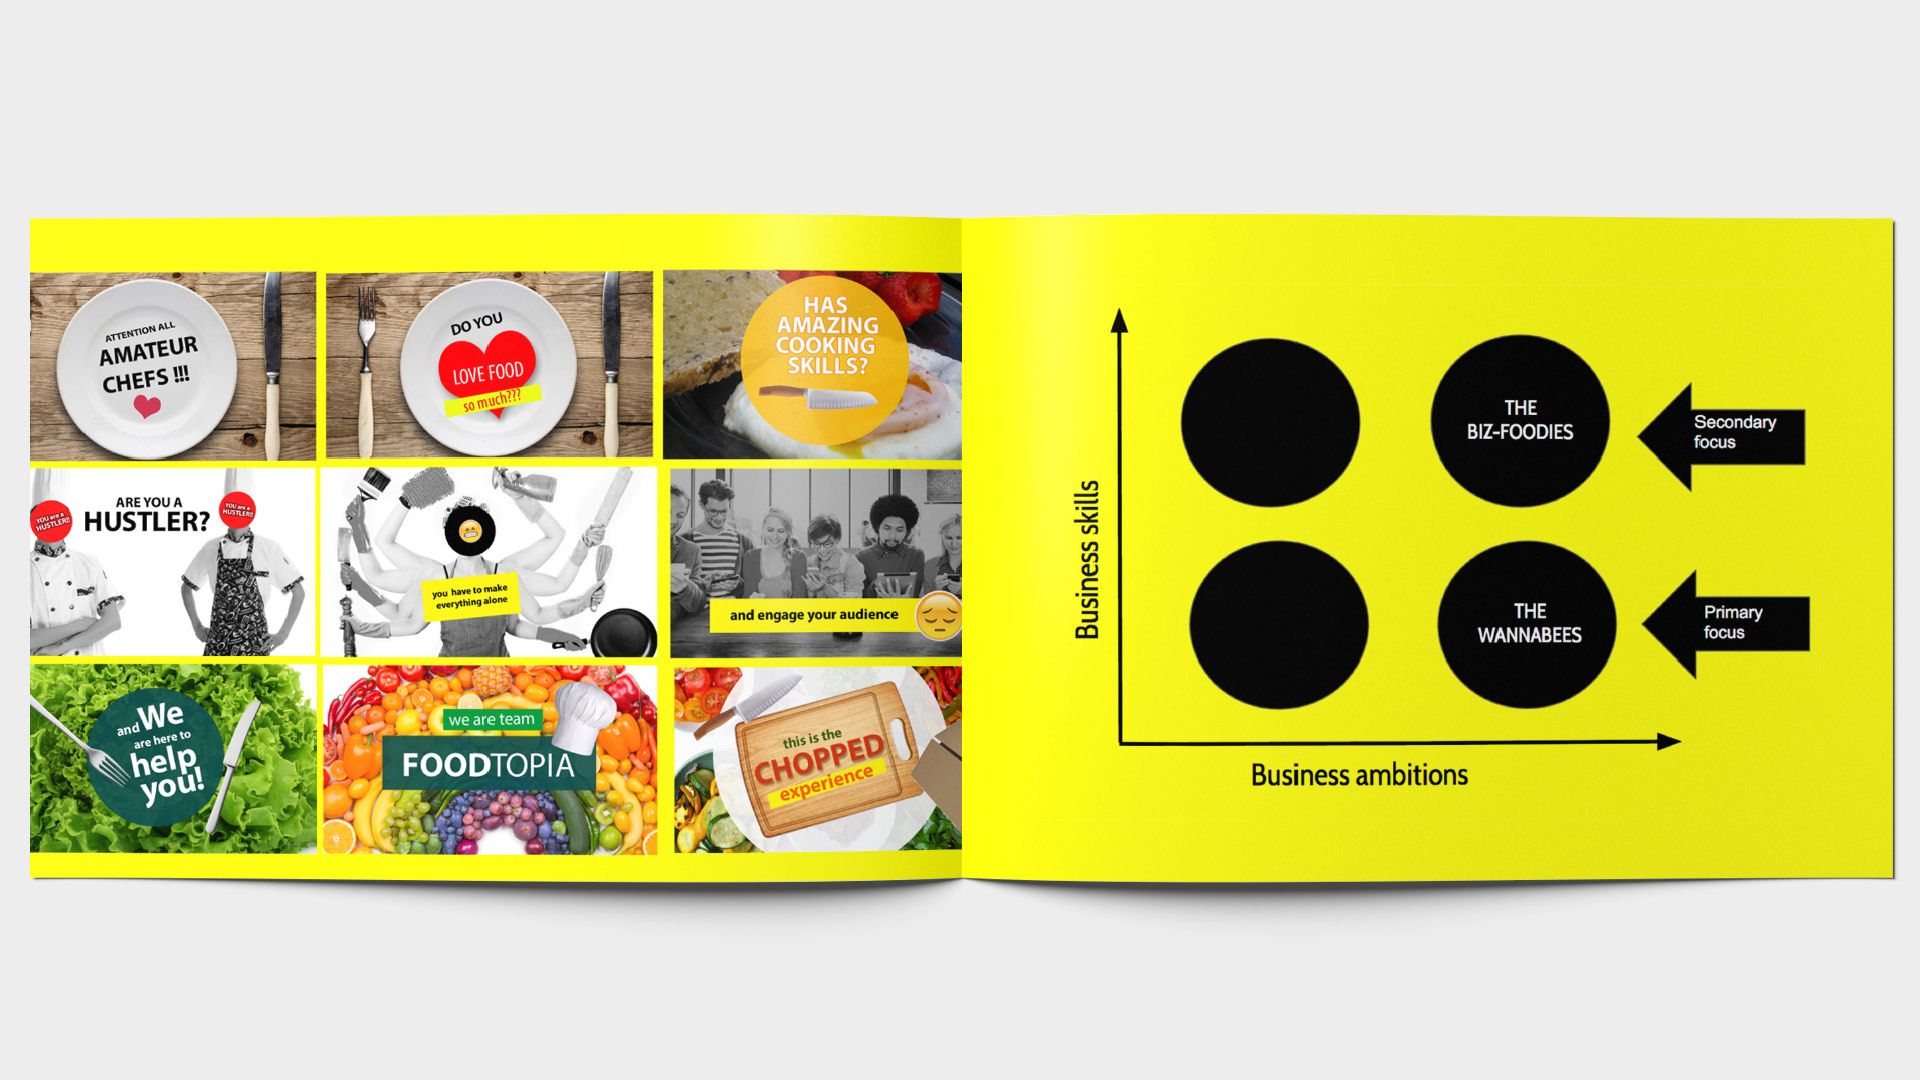 ATTENTION ALL
AMATEUR
CHEFS !!!
DO YOU
LOVE FOOD
so much???
HAS
AMAZING
COOKING
SKILLS?
YOU are a
HUSTLER!!
ARE YOU A
HUSTLER?
YOU are a
HUSTLER!!
you have to make
everything alone
and engage your audience
and We
are here to
help
you!
we are team
FOODTOPIA
this is the
CHOPPED
experience
Business skills
THE
BIZ-FOODIES
Secondary
focus
THE
WANNABEES
Primary
focus
Business ambitions